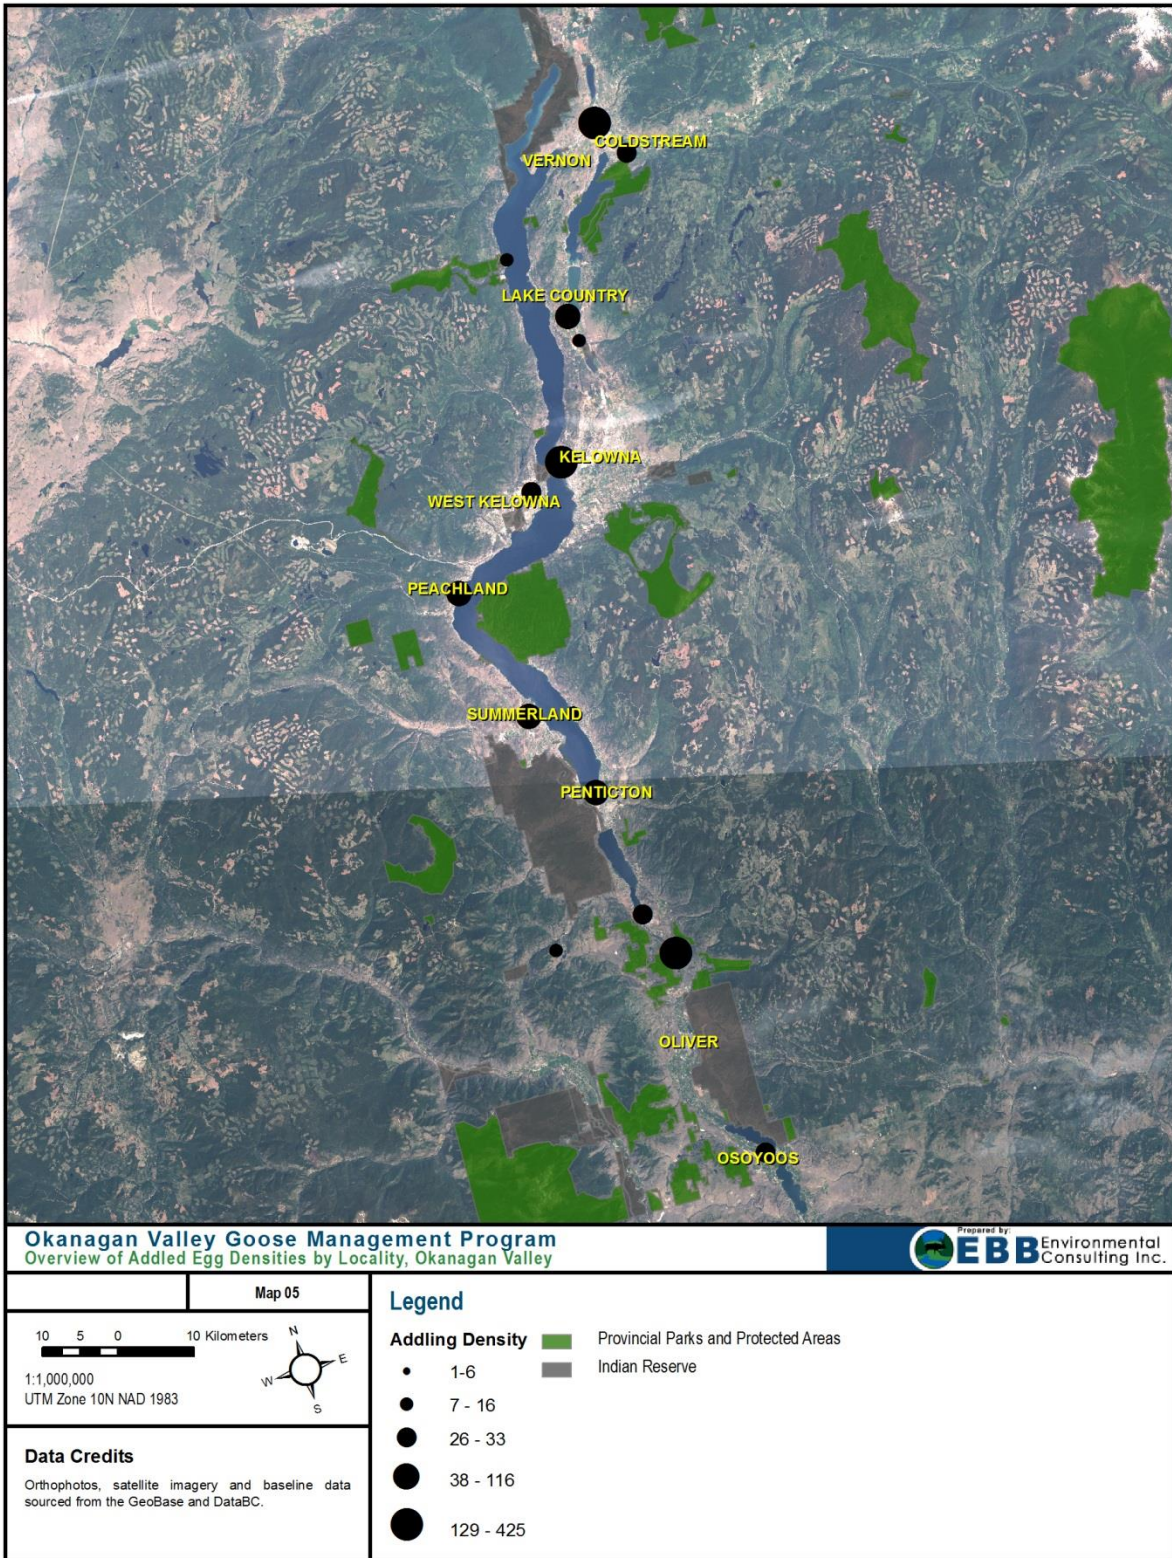 COLDSTREAM
VERNON
LAKE COUNTRY
KELOWNA
WEST KELOWNA
PEACHLAND
SUMMERLAND
PENTICTON
OLIVER
OSOYOOS
Okanagan Valley Goose Management Program
Overview of Addled Egg Densities by Locality, Okanagan Valley
Prepared by:
EBB Environmental
Consulting Inc.
Map 05
10 5 0 10 Kilometers
N
E
W
S
1:1,000,000
UTM Zone 10N NAD 1983
Data Credits
Orthophotos, satellite imagery and baseline data
sourced from the GeoBase and DataBC.
Legend
Addling Density
1-6
7 - 16
26 - 33
38 - 116
129 - 425
Provincial Parks and Protected Areas
Indian Reserve